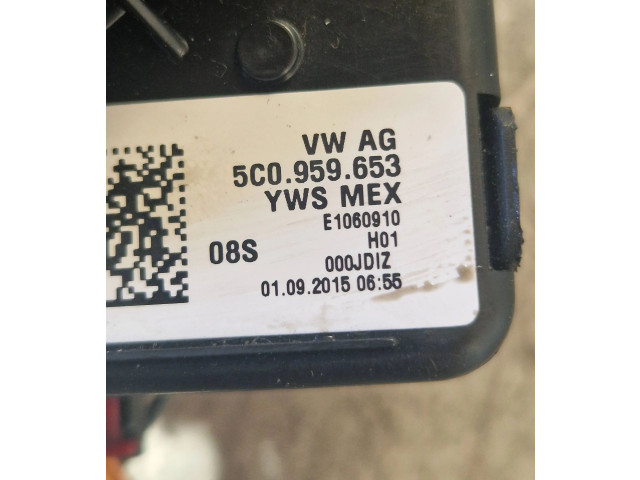 VW AG
5C0.959.653
YWS MEX
E1060910
08S H01
000JDIZ
01.09.2015 06:55